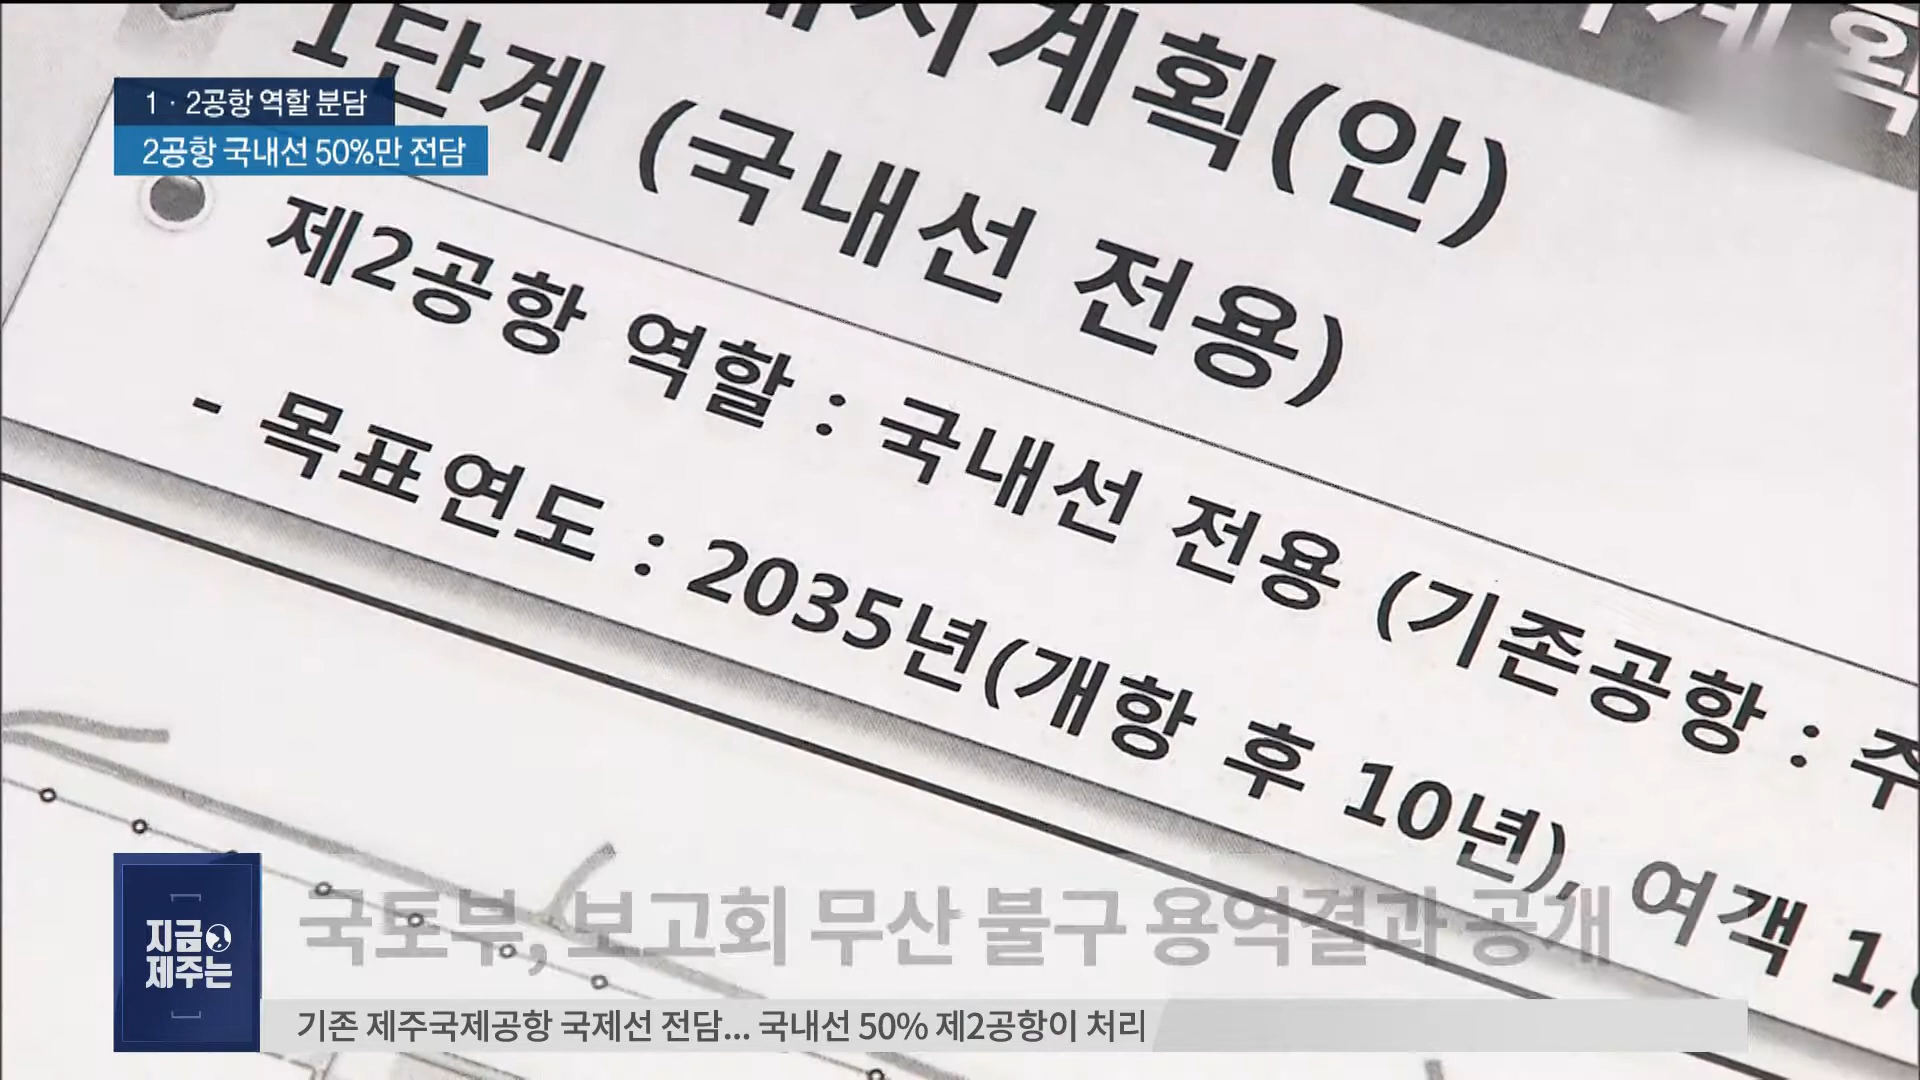 계획(안)
1단계 (국내선 전용)
1 · 2공항 역할 분담
2공항 국내선 50%만 전담
제2공항 역할 : 국내선 전용 (기존공항 : 주
- 목표연도 : 2035년(개항 후 10년), 여객 1,
국토부, 보고회 무산 불구 용역결과 공개
지금
제주는
기존 제주국제공항 국제선 전담... 국내선 50% 제2공항이 처리